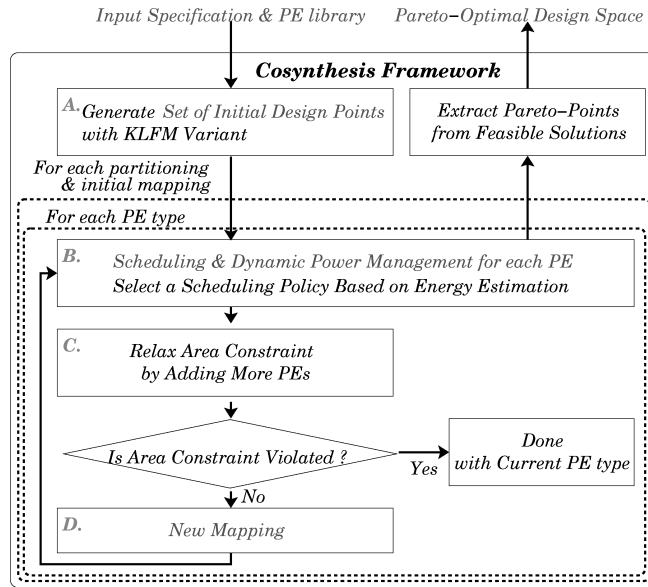 Input Specification & PE library
Pareto-Optimal Design Space
Cosynthesis Framework
A. Generate Set of Initial Design Points
with KLFM Variant
Extract Pareto-Points
from Feasible Solutions
For each partitioning
& initial mapping
For each PE type
B. Scheduling & Dynamic Power Management for each PE
Select a Scheduling Policy Based on Energy Estimation
C. Relax Area Constraint
by Adding More PEs
Is Area Constraint Violated ?
Yes
Done
with Current PE type
No
D. New Mapping